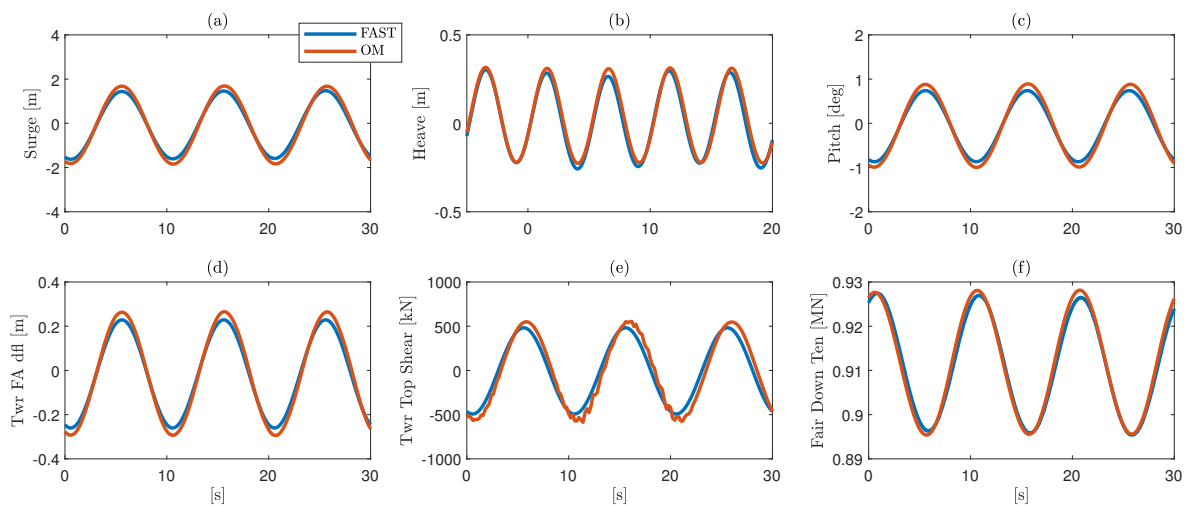 (a)
4
2
0
-2
-4
Surge [m]
0 10 20 30
FAST
OM
(b)
0.5
0
-0.5
Heave [m]
0 10 20
(c)
2
1
0
-1
-2
Pitch [deg]
0 10 20 30
(d)
0.4
0.2
0
-0.2
-0.4
Twr FA dfl [m]
0 10 20 30
[s]
(e)
1000
500
0
-500
-1000
Twr Top Shear [kN]
0 10 20 30
[s]
(f)
0.93
0.92
0.91
0.9
0.89
Fair Down Ten [MN]
0 10 20 30
[s]